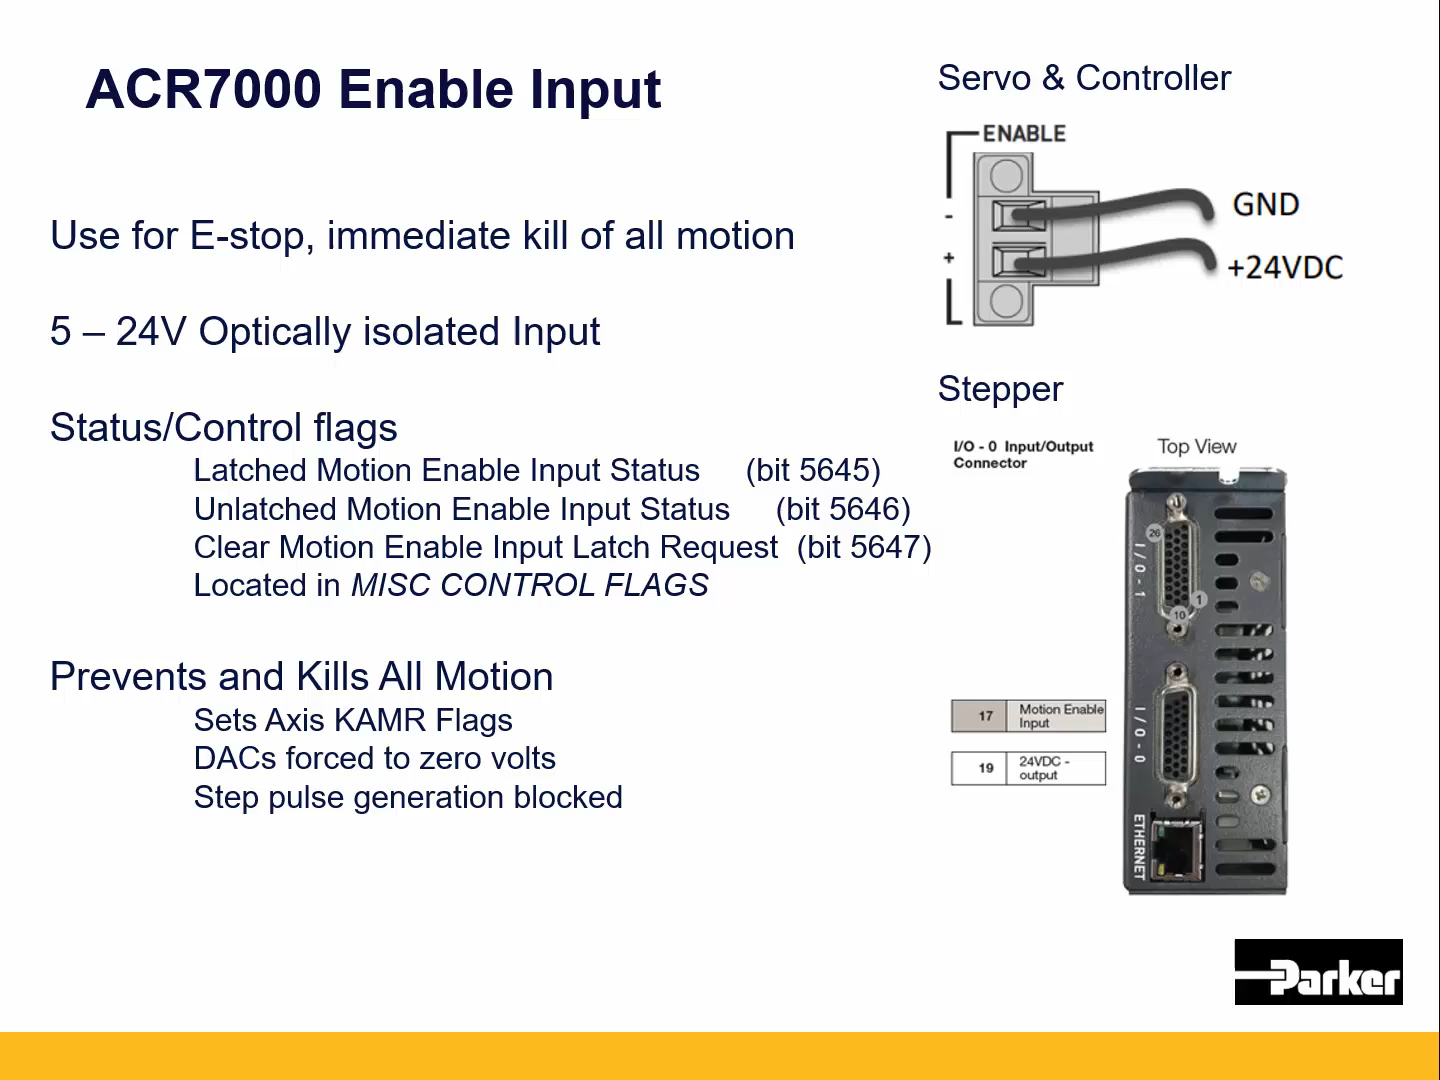 ACR7000 Enable Input
Use for E-stop, immediate kill of all motion
5 – 24V Optically isolated Input
Status/Control flags
Latched Motion Enable Input Status (bit 5645)
Unlatched Motion Enable Input Status (bit 5646)
Clear Motion Enable Input Latch Request (bit 5647)
Located in MISC CONTROL FLAGS
Prevents and Kills All Motion
Sets Axis KAMR Flags
DACs forced to zero volts
Step pulse generation blocked
Servo & Controller
ENABLE
-
GND
+
+24VDC
Stepper
I/O - 0 Input/Output
Connector
Top View
26
I/O-1
1
10
17 Motion Enable
Input
19 24VDC -
output
I/O-0
ETHERNET
Parker